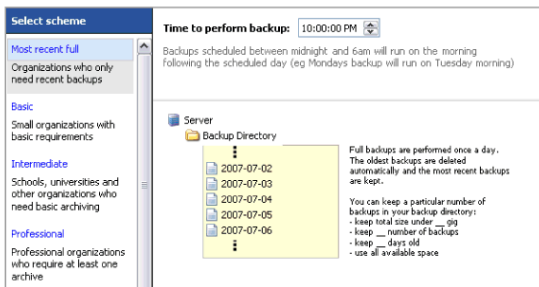 Select scheme
Most recent full
Organizations who only
need recent backups
Basic
Small organizations with
basic requirements
Intermediate
Schools, universities and
other organizations who
need basic archiving
Professional
Professional organizations
who require at least one
archive
Time to perform backup: 10:00:00 PM
Backups scheduled between midnight and 6am will run on the morning
following the scheduled day (eg Mondays backup will run on Tuesday morning)
Server
Backup Directory
2007-07-02
2007-07-03
2007-07-04
2007-07-05
2007-07-06
Full backups are performed once a day.
The oldest backups are deleted
automatically and the most recent backups
are kept.
You can keep a particular number of
backups in your backup directory:
- keep total size under __ gig
- keep __ number of backups
- keep __ days old
- use all available space